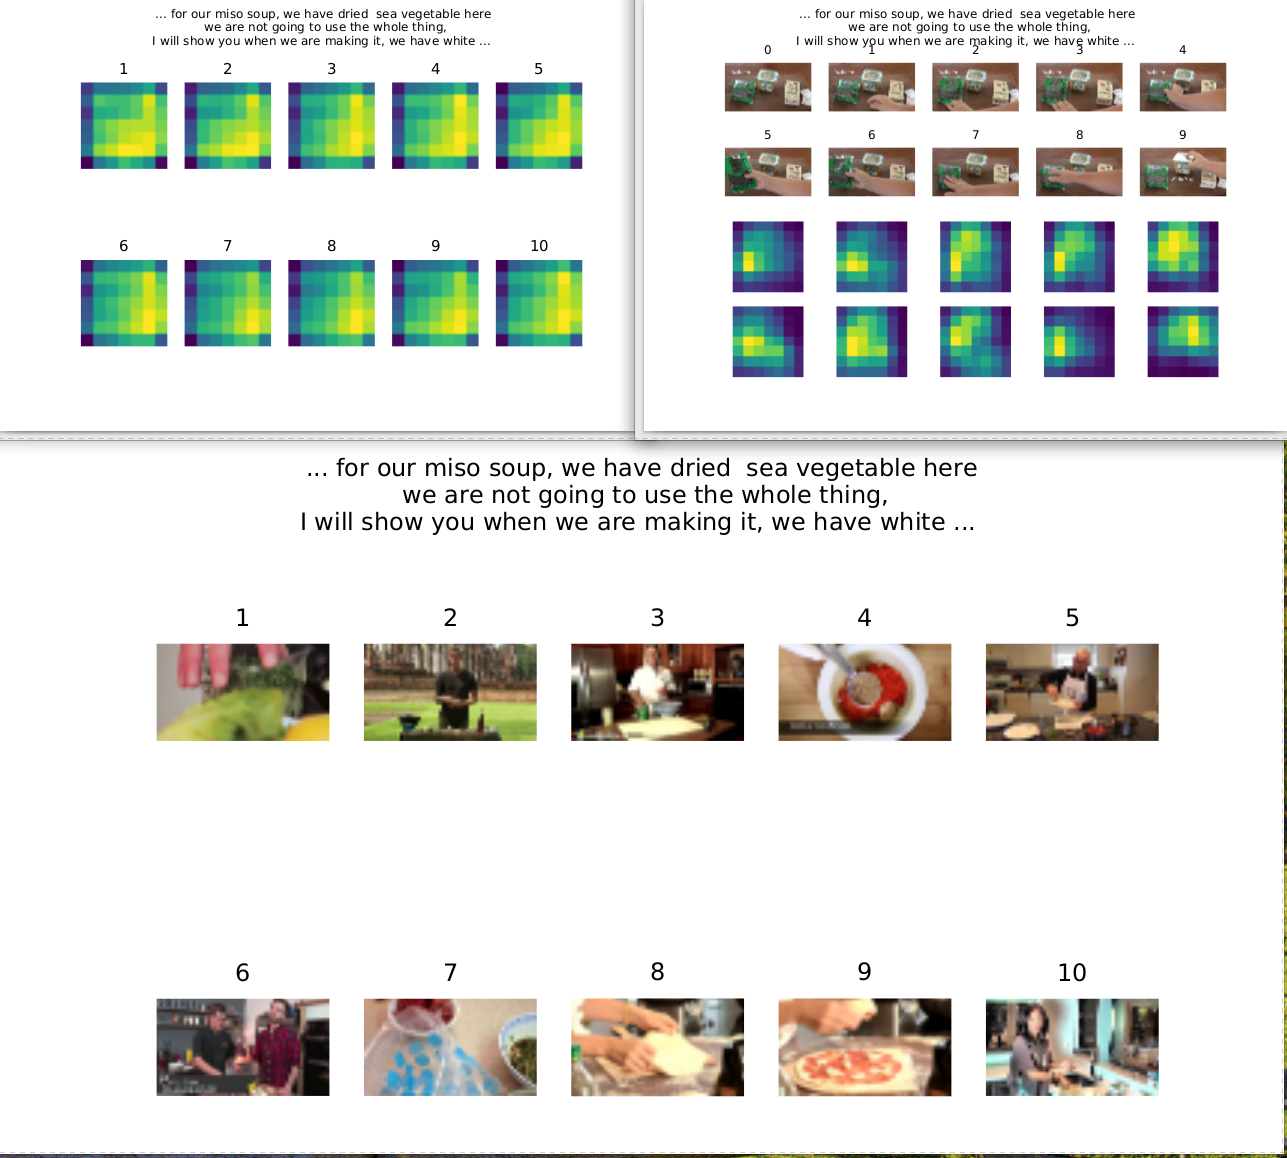 ... for our miso soup, we have dried  sea vegetable here
we are not going to use the whole thing,
I will show you when we are making it, we have white ...
1 2 3 4 5
6 7 8 9 10
... for our miso soup, we have dried  sea vegetable here
we are not going to use the whole thing,
I will show you when we are making it, we have white ...
0 1 2 3 4
5 6 7 8 9
... for our miso soup, we have dried  sea vegetable here
we are not going to use the whole thing,
I will show you when we are making it, we have white ...
1 2 3 4 5
6 7 8 9 10